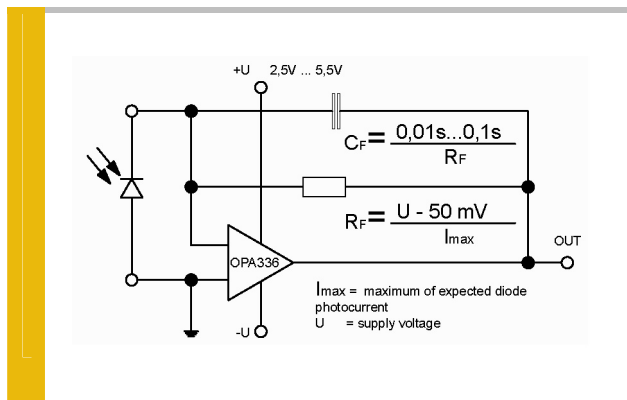 +U 2,5V ... 5,5V
CF= 0,01s...0,1s
RF
RF= U - 50 mV
Imax
OUT
OPA336
Imax = maximum of expected diode
photocurrent
U = supply voltage
-U